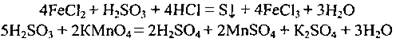 4FeCl₂ + H₂SO₃ + 4HCl = S↓ + 4FeCl₃ + 3H₂O
5H₂SO₃ + 2KMnO₄ = 2H₂SO₄ + 2MnSO₄ + K₂SO₄ + 3H₂O